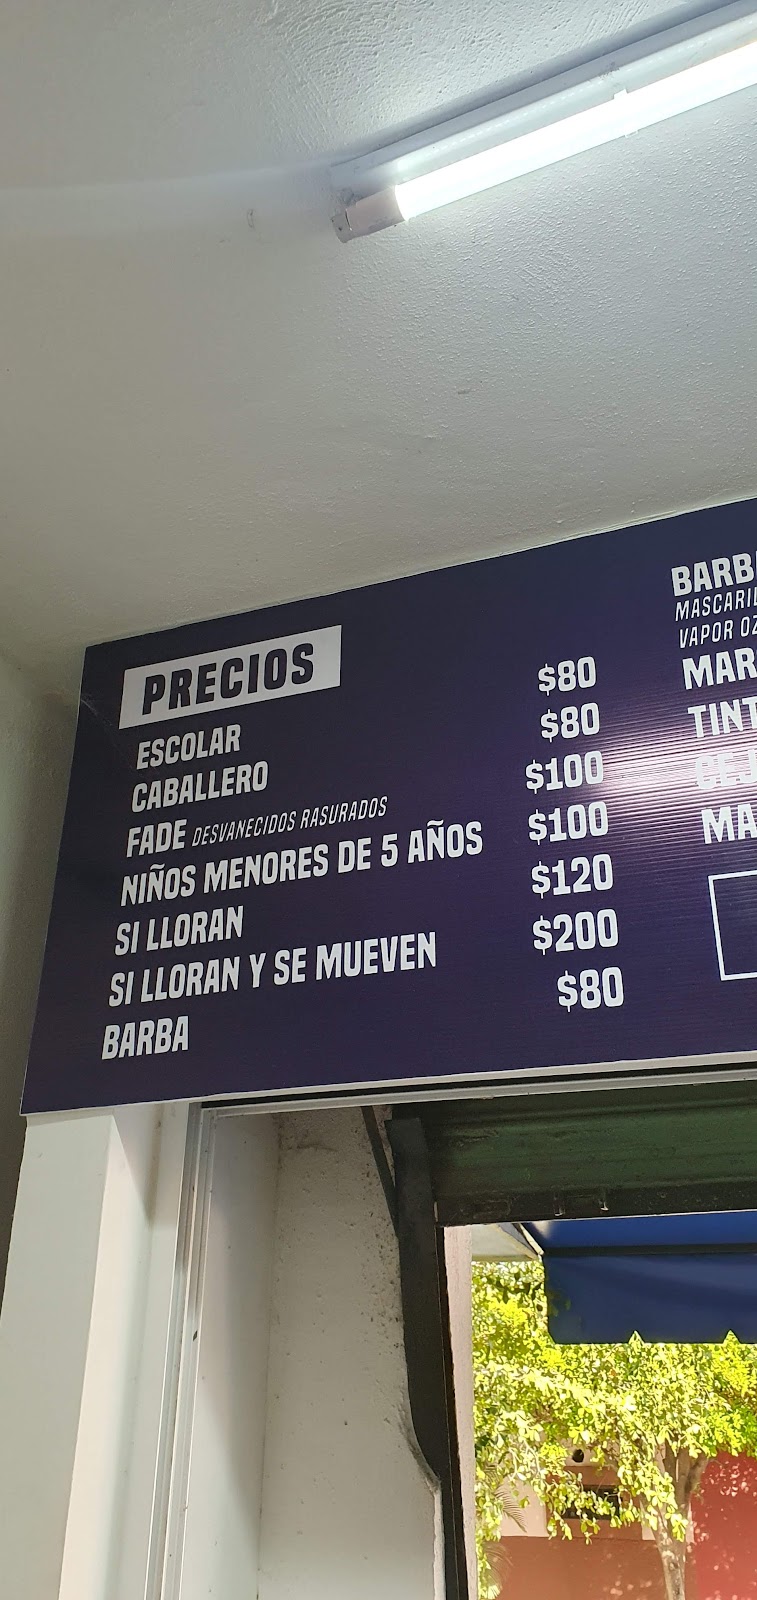 PRECIOS
ESCOLAR $80
CABALLERO $80
FADE DESVANECIDOS RASURADOS $100
NIÑOS MENORES DE 5 AÑOS $100
SI LLORAN $120
SI LLORAN Y SE MUEVEN $200
BARBA $80
VAPOR